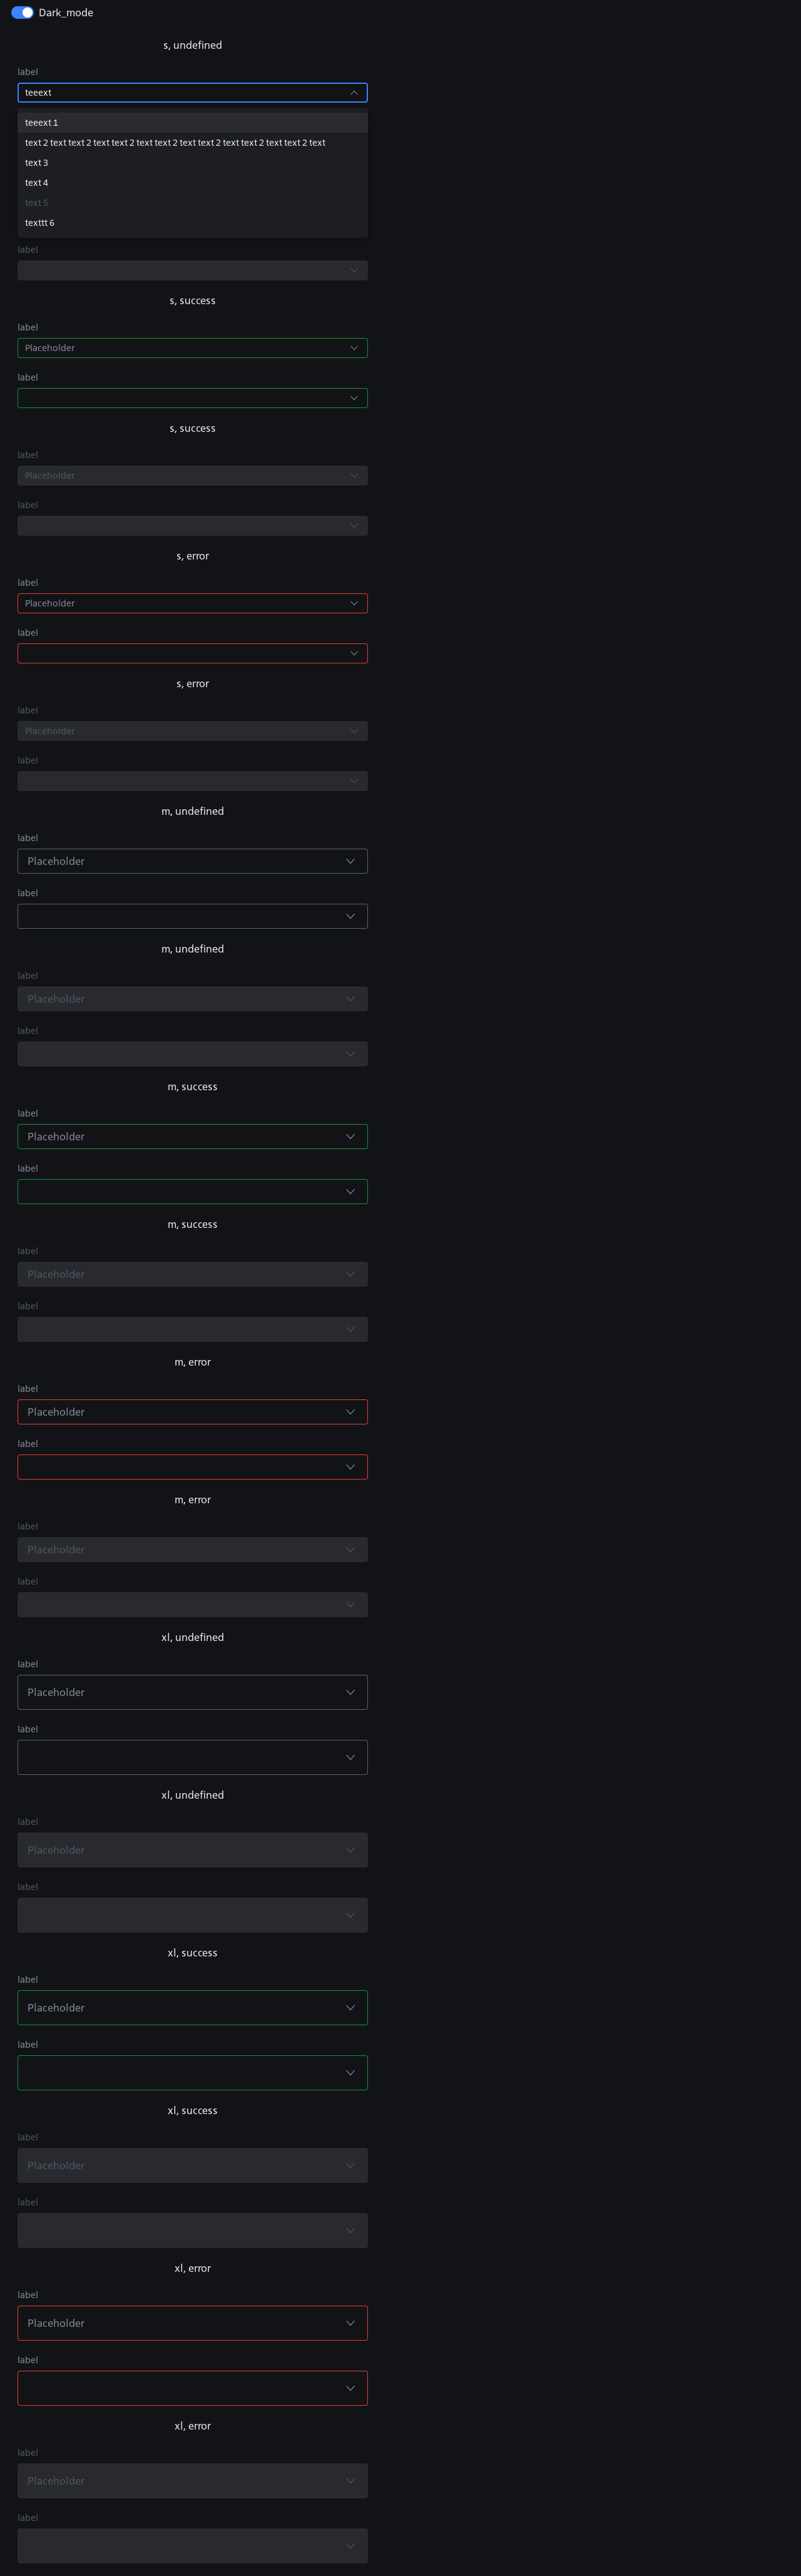 Dark_mode
s, undefined
label
teeext
teeext 1
text 2 text text 2 text text 2 text text 2 text text 2 text text 2 text text 2 text
text 3
text 4
text 5
texttt 6
label
s, success
label
Placeholder
label
s, success
label
Placeholder
label
s, error
label
Placeholder
label
s, error
label
Placeholder
label
m, undefined
label
Placeholder
label
m, undefined
label
Placeholder
label
m, success
label
Placeholder
label
m, success
label
Placeholder
label
m, error
label
Placeholder
label
m, error
label
Placeholder
label
xl, undefined
label
Placeholder
label
xl, undefined
label
Placeholder
label
xl, success
label
Placeholder
label
xl, success
label
Placeholder
label
xl, error
label
Placeholder
label
xl, error
label
Placeholder
label